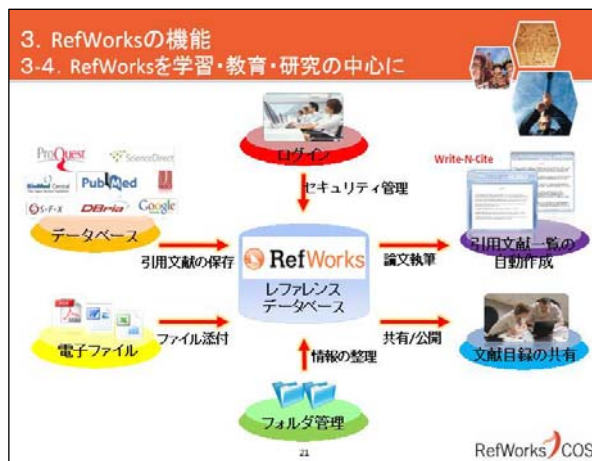 3. RefWorksの機能
3-4. RefWorksを学習・教育・研究の中心に
ProQuest
ScienceDirect
BioMed Central
PubMed
S・F・X
DBpia
Google
データベース
ログイン
セキュリティ管理
Write-N-Cite
引用文献一覧の
自動作成
引用文献の保存
RefWorks
レファレンス
データベース
論文執筆
電子ファイル
ファイル添付
共有/公開
文献目録の共有
情報の整理
フォルダ管理
21
RefWorks COS